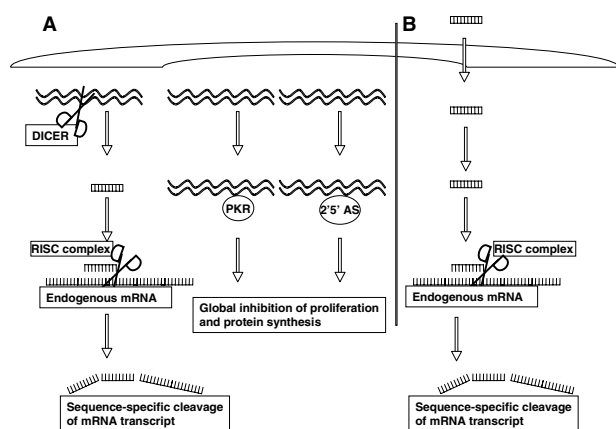 A
B
DICER
PKR
2'5' AS
RISC complex
Endogenous mRNA
Global inhibition of proliferation
and protein synthesis
Sequence-specific cleavage
of mRNA transcript
RISC complex
Endogenous mRNA
Sequence-specific cleavage
of mRNA transcript